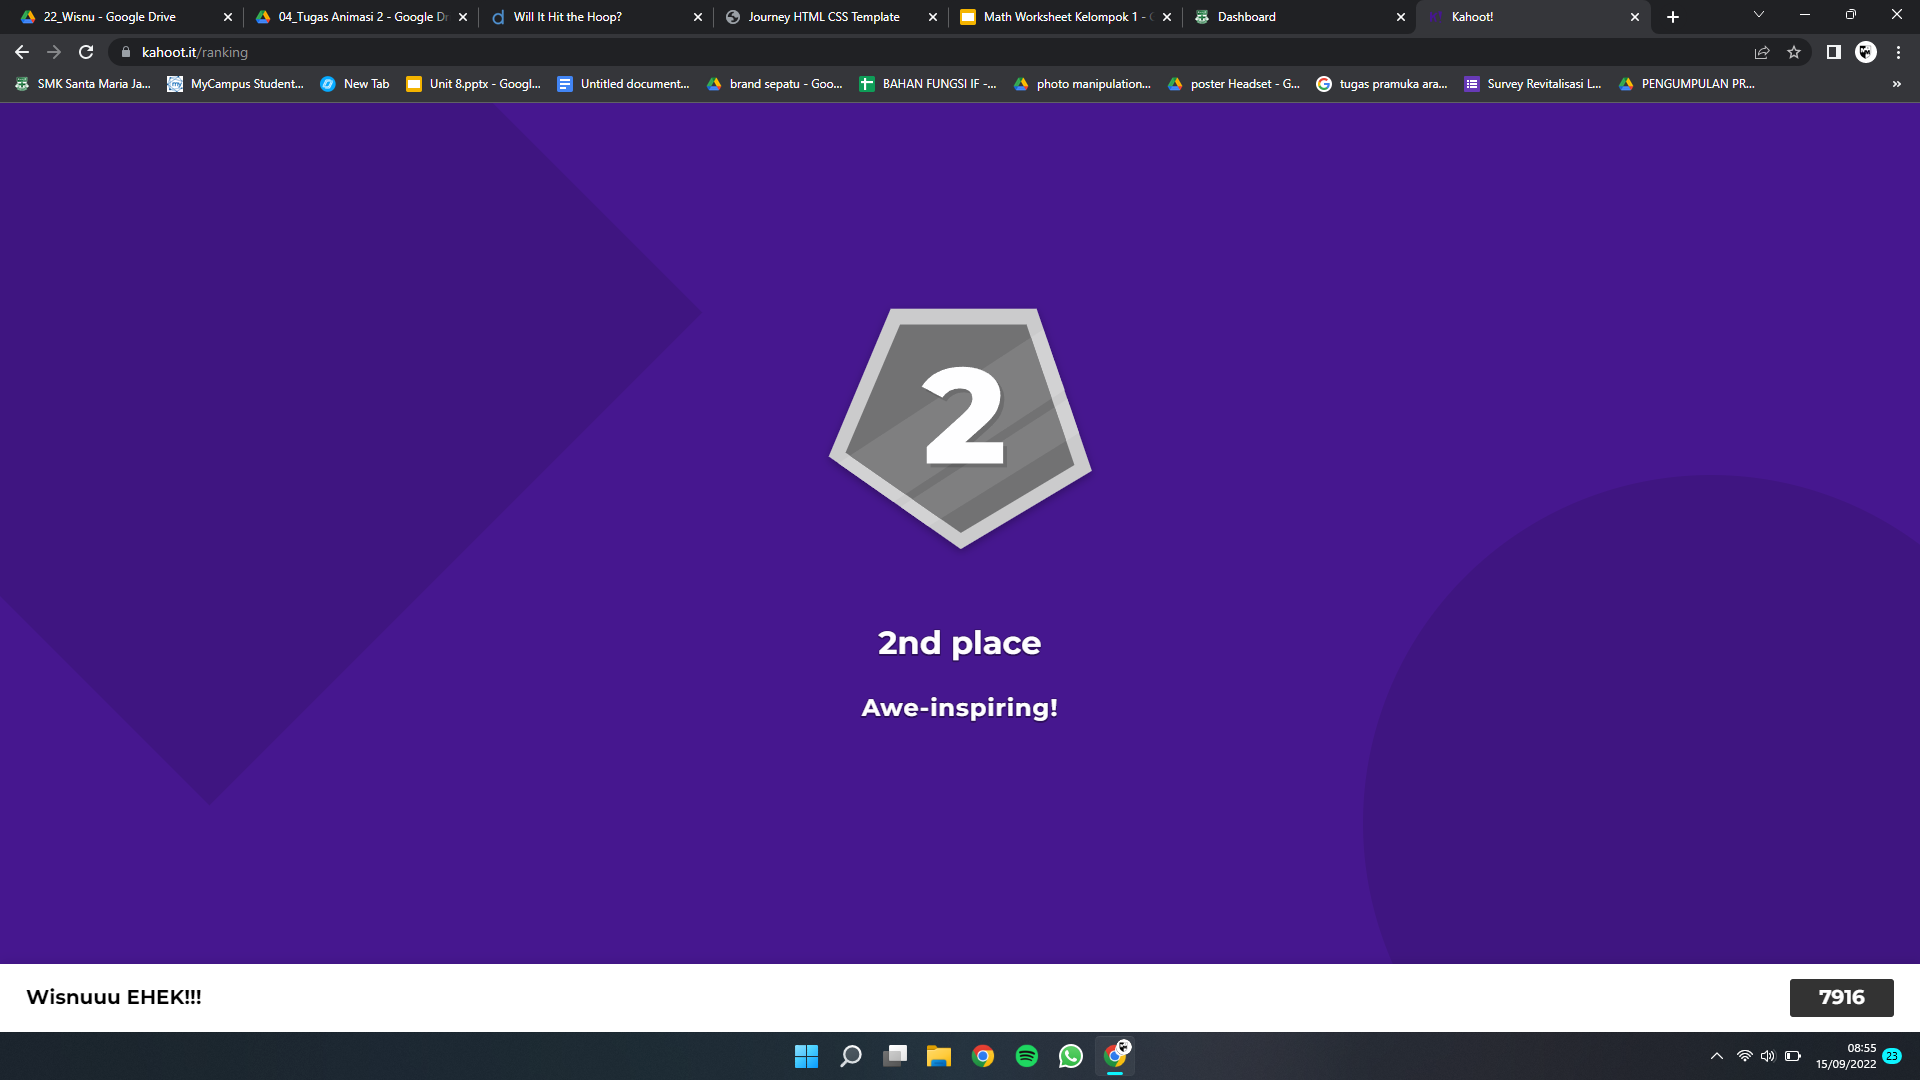 22_Wisnu - Google Drive
04_Tugas Animasi 2 - Google Dr
Will It Hit the Hoop?
Journey HTML CSS Template
Math Worksheet Kelompok 1 -
Dashboard
Kahoot!
kahoot.it/ranking
SMK Santa Maria Ja...
MyCampus Student...
New Tab
Unit 8.pptx - Googl...
Untitled document...
brand sepatu - Goo...
BAHAN FUNGSI IF -...
photo manipulation...
poster Headset - G...
tugas pramuka ara...
Survey Revitalisasi L...
PENGUMPULAN PR...
2
2nd place
Awe-inspiring!
Wisnuuu EHEK!!!
7916
08:55
15/09/2022
23